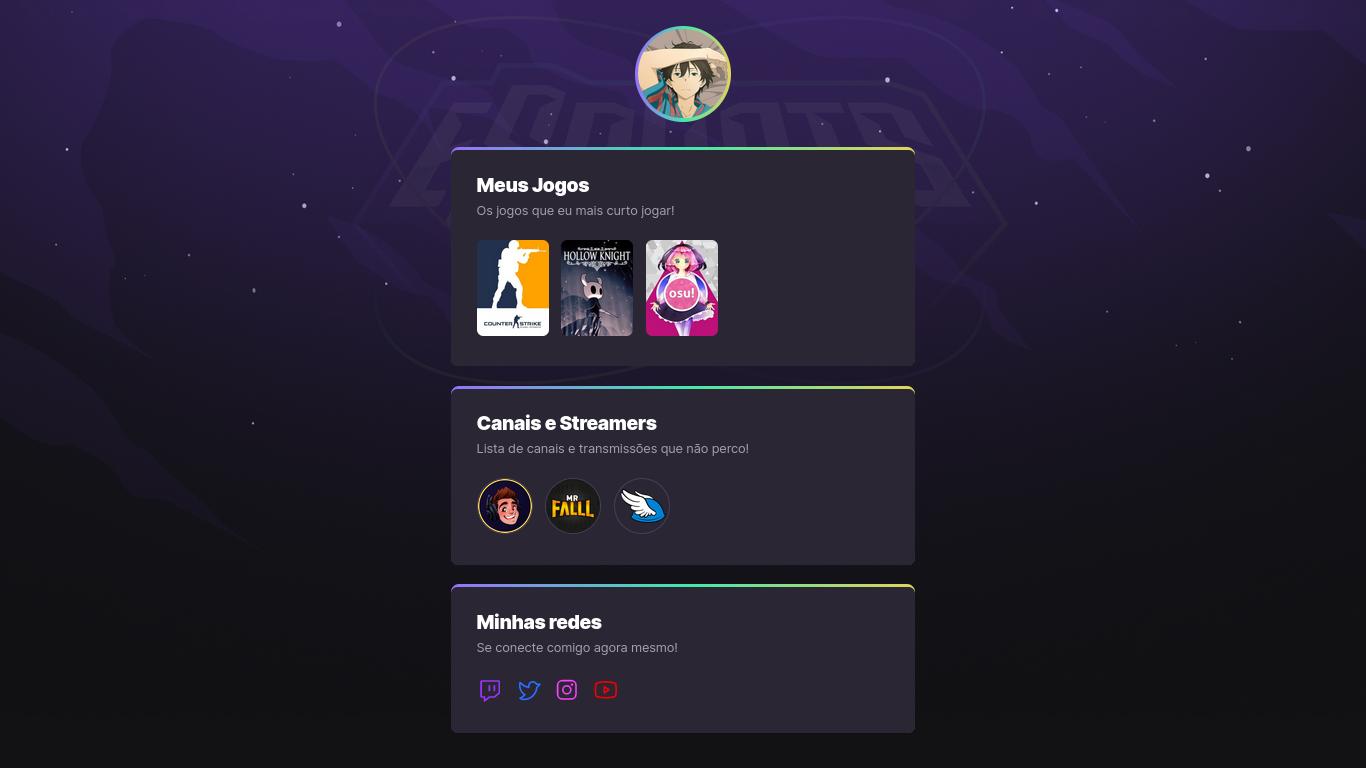 ESPORTS
Meus Jogos
Os jogos que eu mais curto jogar!
COUNTER STRIKE
HOLLOW KNIGHT
osu!
Canais e Streamers
Lista de canais e transmissões que não perco!
MR
FALLL
Minhas redes
Se conecte comigo agora mesmo!